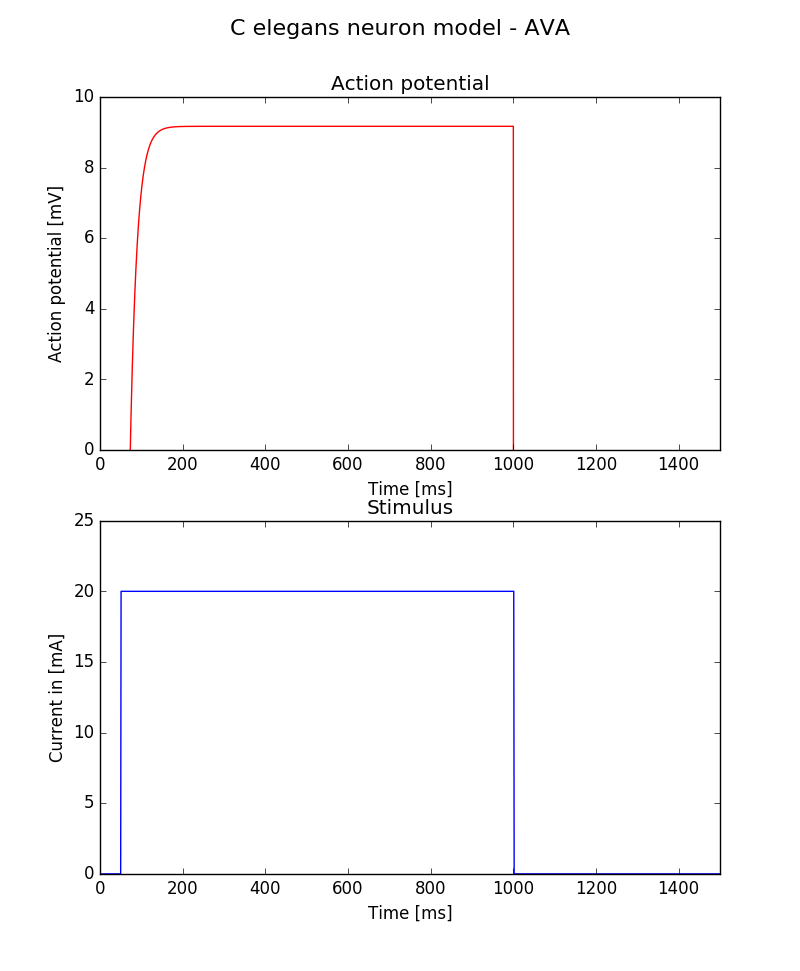 C elegans neuron model - AVA
Action potential
10
8
6
4
2
0
Action potential [mV]
0 200 400 600 800 1000 1200 1400
Time [ms]
Stimulus
25
20
15
10
5
0
Current in [mA]
0 200 400 600 800 1000 1200 1400
Time [ms]